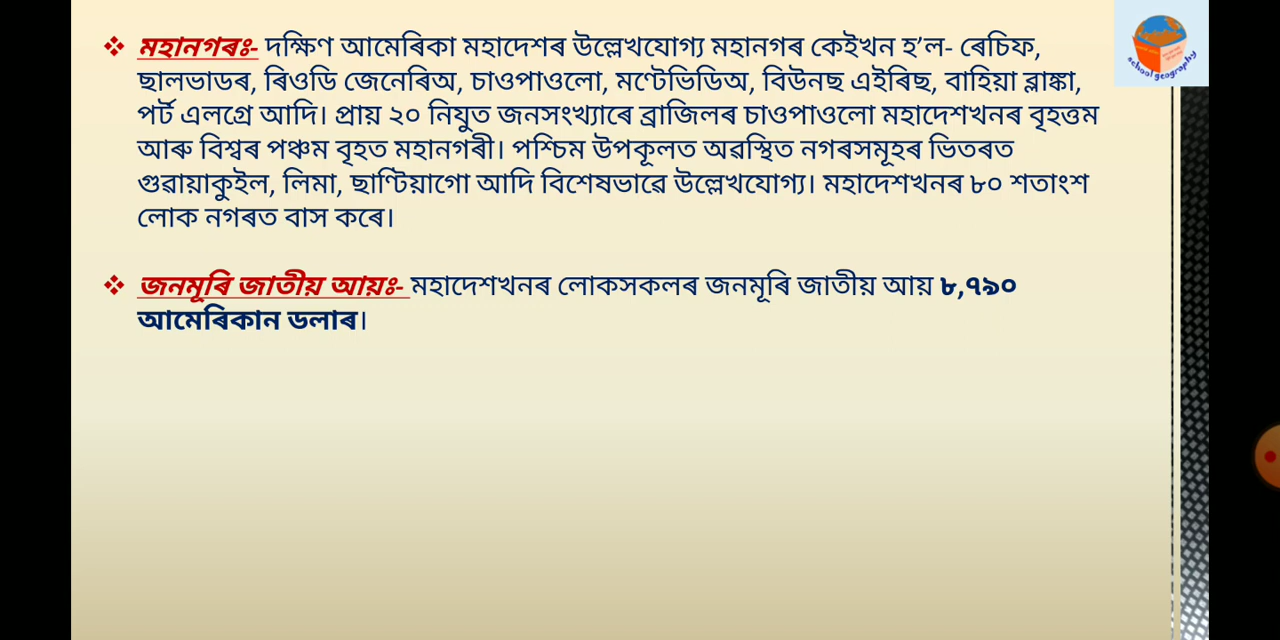 ❖ মহানগৰঃ- দক্ষিণ আমেৰিকা মহাদেশৰ উল্লেখযোগ্য মহানগৰ কেইখন হ’ল- ৰেচিফ,
ছালভাডৰ, ৰিওডি জেনেৰিঅ, চাওপাওলো, মণ্টেভিডিঅ, বিউনছ এইৰিছ, বাহিয়া ব্লাঙ্কা,
পৰ্ট এলগ্ৰে আদি। প্ৰায় ২০ নিযুত জনসংখ্যাৰে ব্ৰাজিলৰ চাওপাওলো মহাদেশখনৰ বৃহত্তম
আৰু বিশ্বৰ পঞ্চম বৃহত মহানগৰী। পশ্চিম উপকূলত অৱস্থিত নগৰসমূহৰ ভিতৰত
গুৱায়াকুইল, লিমা, ছাণ্টিয়াগো আদি বিশেষভাৱে উল্লেখযোগ্য। মহাদেশখনৰ ৮০ শতাংশ
লোক নগৰত বাস কৰে।
❖ জনমূৰি জাতীয় আয়ঃ- মহাদেশখনৰ লোকসকলৰ জনমূৰি জাতীয় আয় ৮,৭৯০
আমেৰিকান ডলাৰ।
school geography